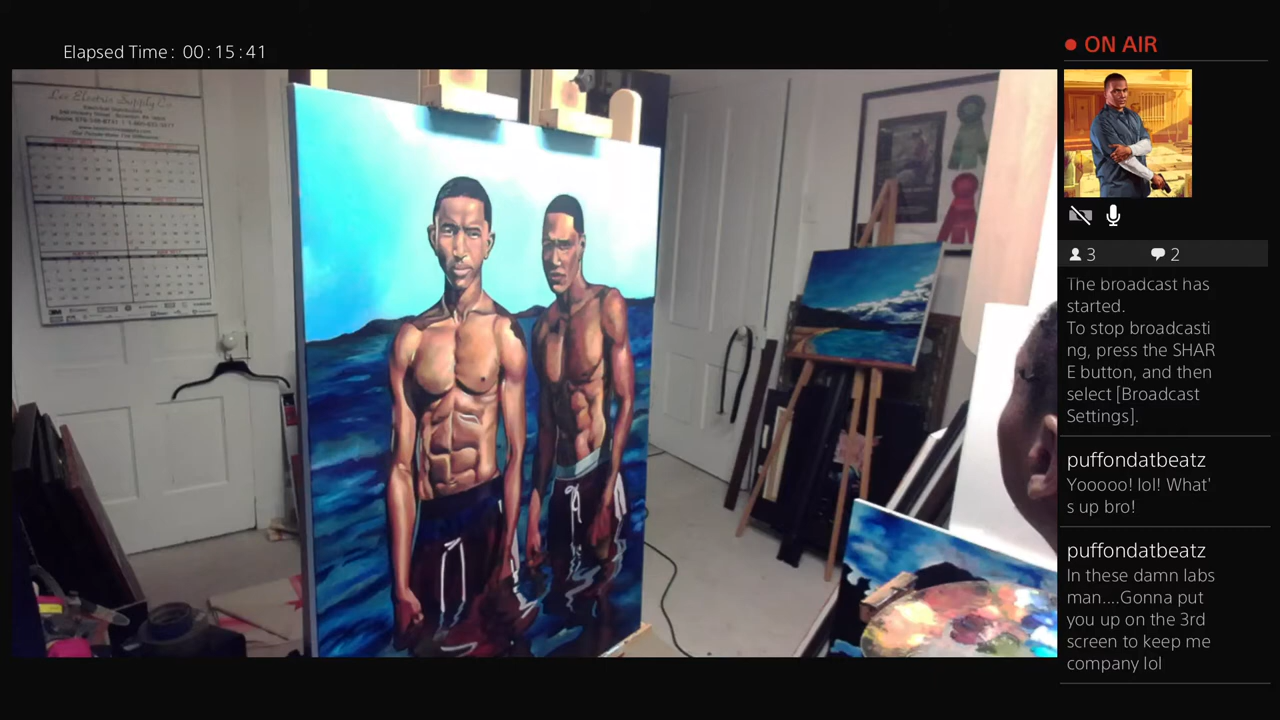 Elapsed Time: 00:15:41
ON AIR
Lee Electric Supply Co
3
2
The broadcast has
started.
To stop broadcasti
ng, press the SHAR
E button, and then
select [Broadcast
Settings].
puffondatbeatz
Yooooo! lol! What'
s up bro!
puffondatbeatz
In these damn labs
man....Gonna put
you up on the 3rd
screen to keep me
company lol